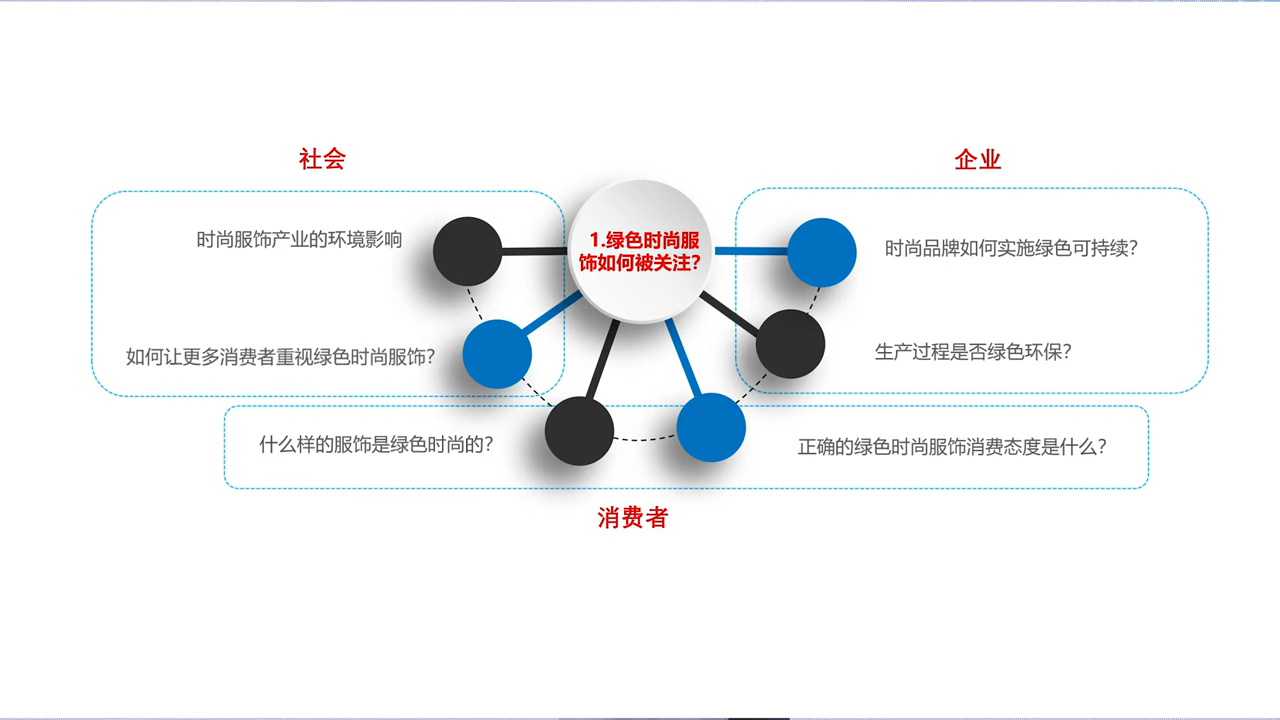 社会
企业
时尚服饰产业的环境影响
1.绿色时尚服
饰如何被关注?
时尚品牌如何实施绿色可持续?
如何让更多消费者重视绿色时尚服饰?
生产过程是否绿色环保?
什么样的服饰是绿色时尚的?
正确的绿色时尚服饰消费态度是什么?
消费者